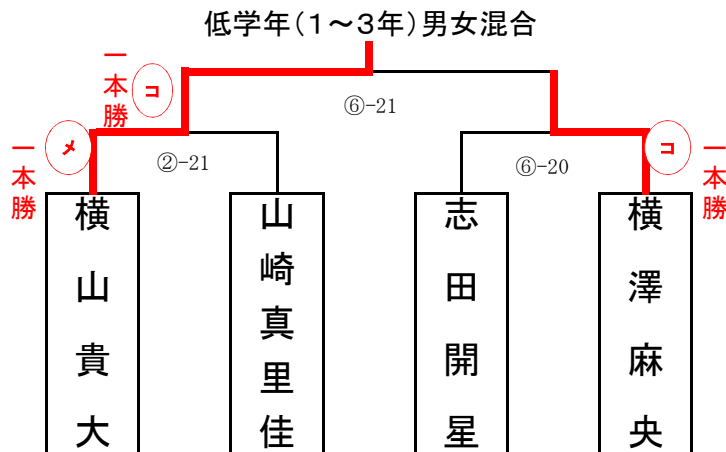 低学年(1～3年)男女混合
一本勝
コ
⑥-21
一本勝
メ
②-21
⑥-20
コ
一本勝
横山貴大
山崎真里佳
志田開星
横澤麻央